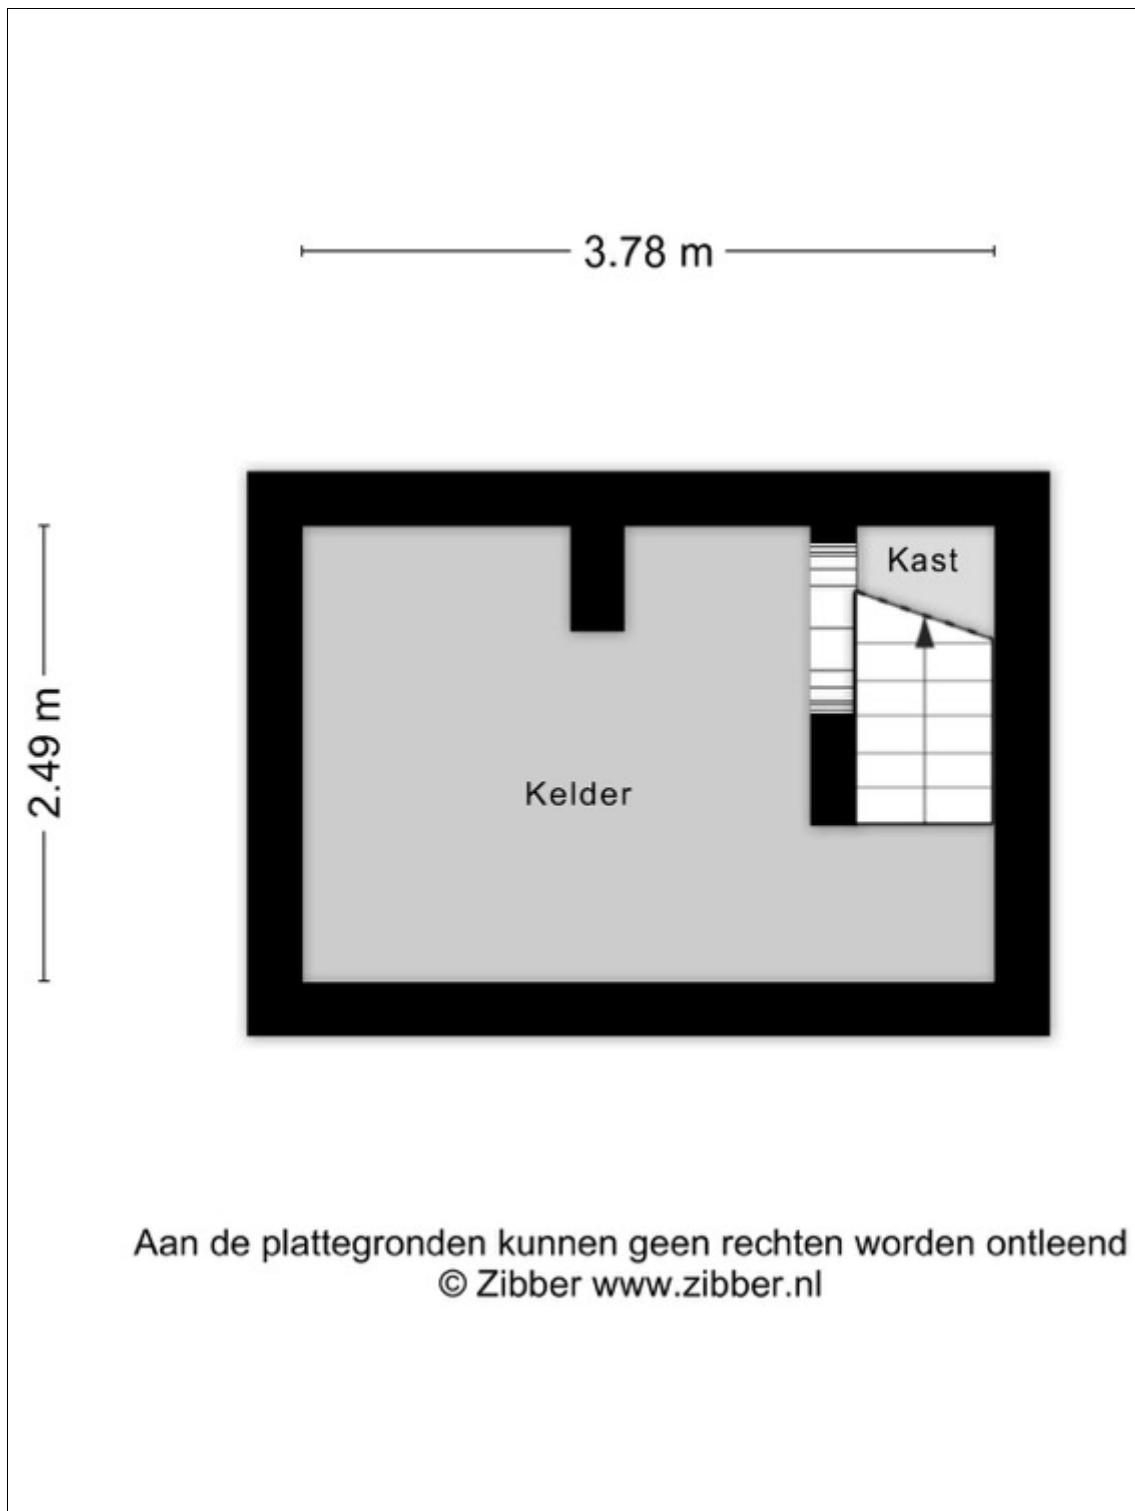 3.78 m
Kast
2.49 m
Kelder
Aan de plattegronden kunnen geen rechten worden ontleend
© Zibber www.zibber.nl